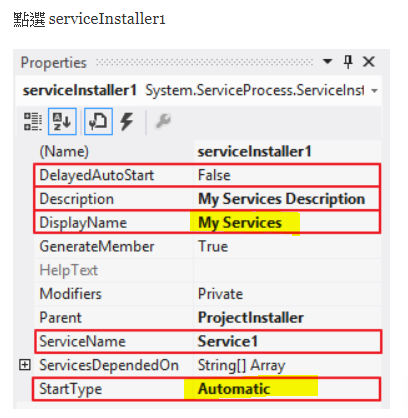 點選 serviceInstaller1
Properties
serviceInstaller1 System.ServiceProcess.ServiceInst
(Name) serviceInstaller1
DelayedAutoStart False
Description My Services Description
DisplayName My Services
GenerateMember True
HelpText
Modifiers Private
Parent ProjectInstaller
ServiceName Service1
ServicesDependedOn String[] Array
StartType Automatic